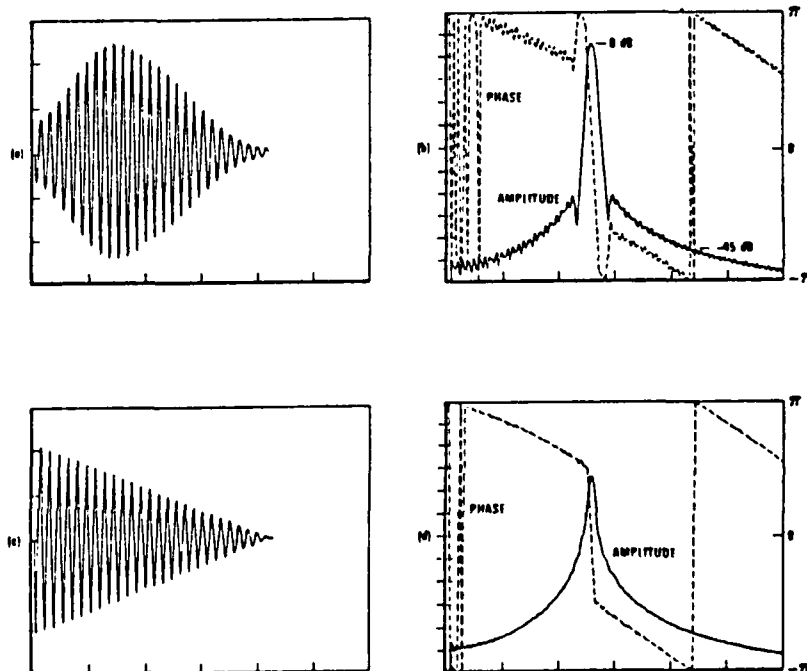 (a)
(b)
π
0 dB
PHASE
0
AMPLITUDE
-45 dB
-π
(c)
(d)
π
PHASE
0
AMPLITUDE
-π